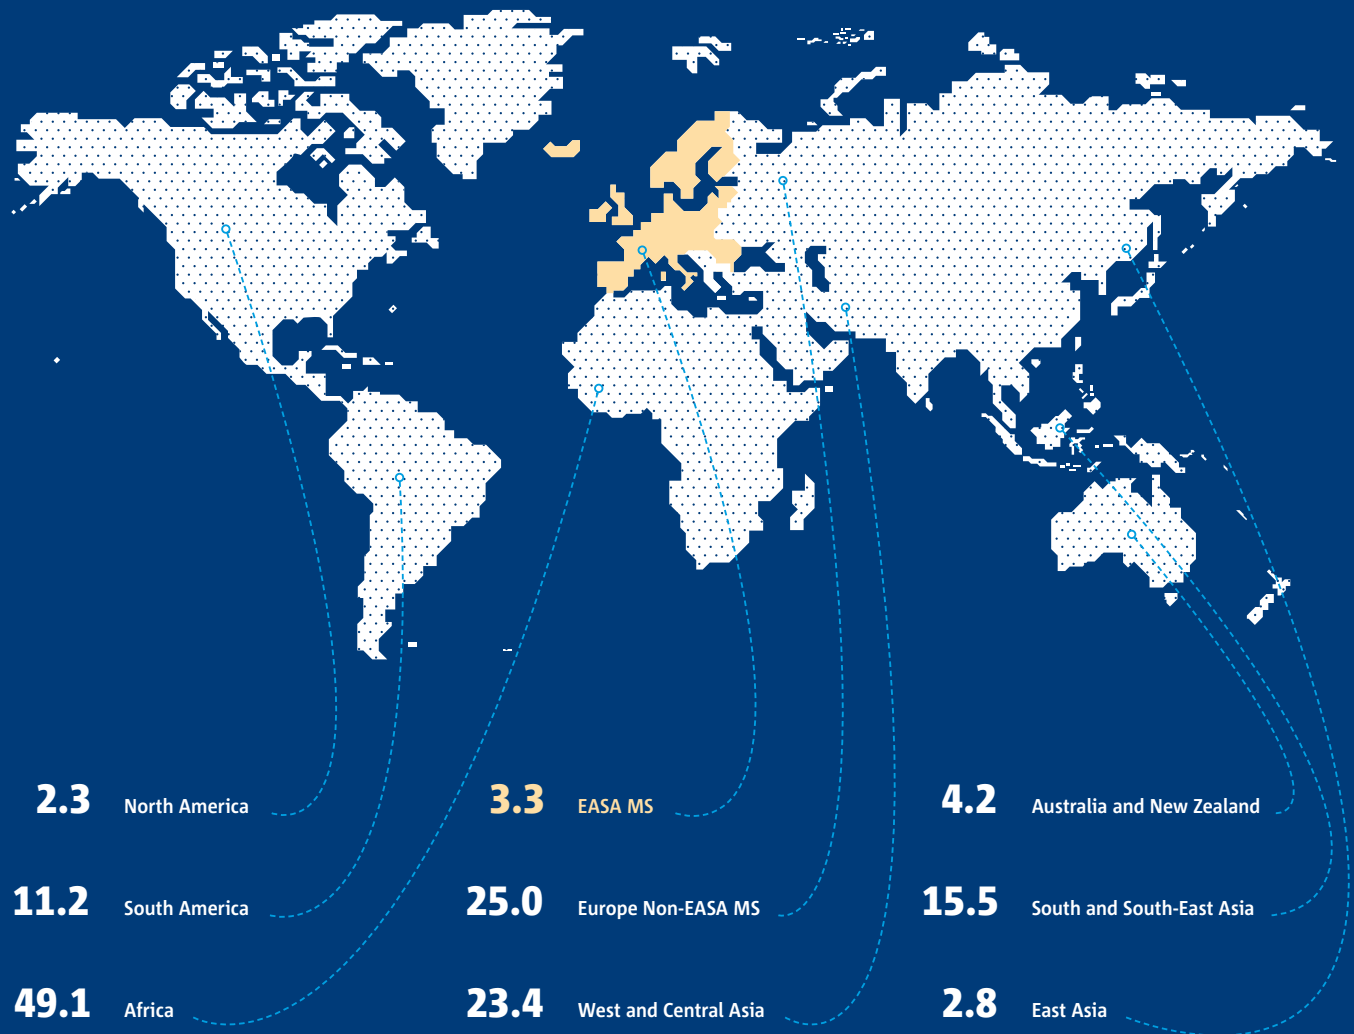 2.3 North America
3.3 EASA MS
4.2 Australia and New Zealand
11.2 South America
25.0 Europe Non-EASA MS
15.5 South and South-East Asia
49.1 Africa
23.4 West and Central Asia
2.8 East Asia